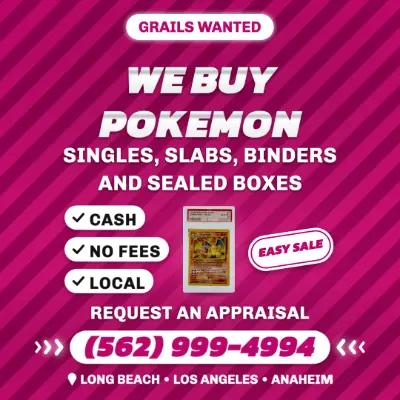 GRAILS WANTED
WE BUY
POKEMON
SINGLES, SLABS, BINDERS
AND SEALED BOXES
✓ CASH
✓ NO FEES
✓ LOCAL
EASY SALE
REQUEST AN APPRAISAL
››› (562) 999-4994 ‹‹‹
LONG BEACH • LOS ANGELES • ANAHEIM